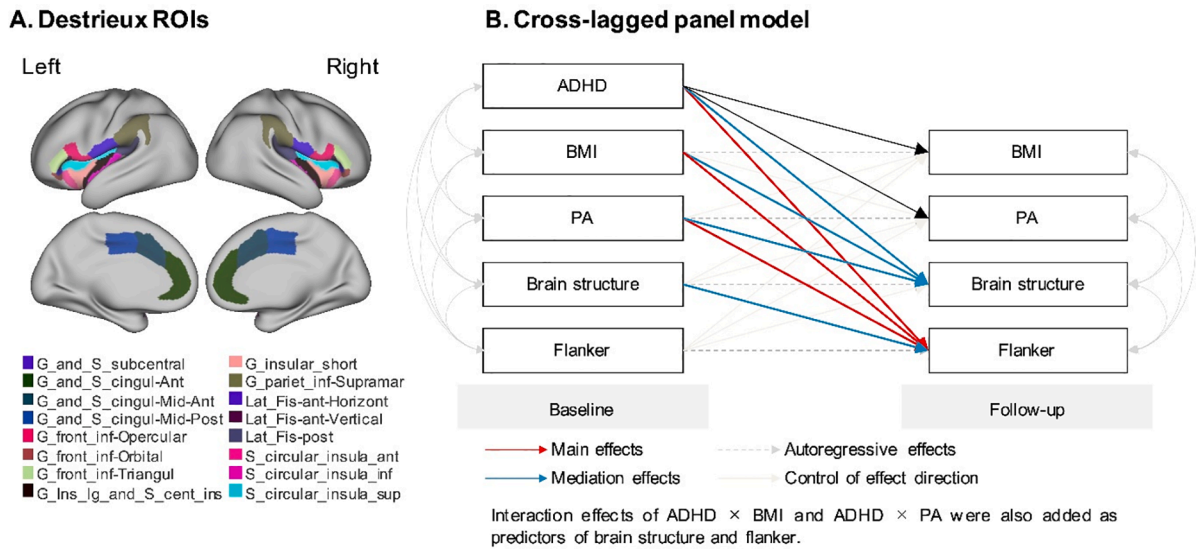 A. Destrieux ROIs
Left
Right
G_and_S_subcentral
G_and_S_cingul-Ant
G_and_S_cingul-Mid-Ant
G_and_S_cingul-Mid-Post
G_front_inf-Opercular
G_front_inf-Orbital
G_front_inf-Triangul
G_Ins_lg_and_S_cent_ins
G_insular_short
G_pariet_inf-Supramar
Lat_Fis-ant-Horizont
Lat_Fis-ant-Vertical
Lat_Fis-post
S_circular_insula_ant
S_circular_insula_inf
S_circular_insula_sup
B. Cross-lagged panel model
ADHD
BMI
PA
Brain structure
Flanker
Baseline
BMI
PA
Brain structure
Flanker
Follow-up
Main effects
Mediation effects
Autoregressive effects
Control of effect direction
Interaction effects of ADHD × BMI and ADHD × PA were also added as
predictors of brain structure and flanker.